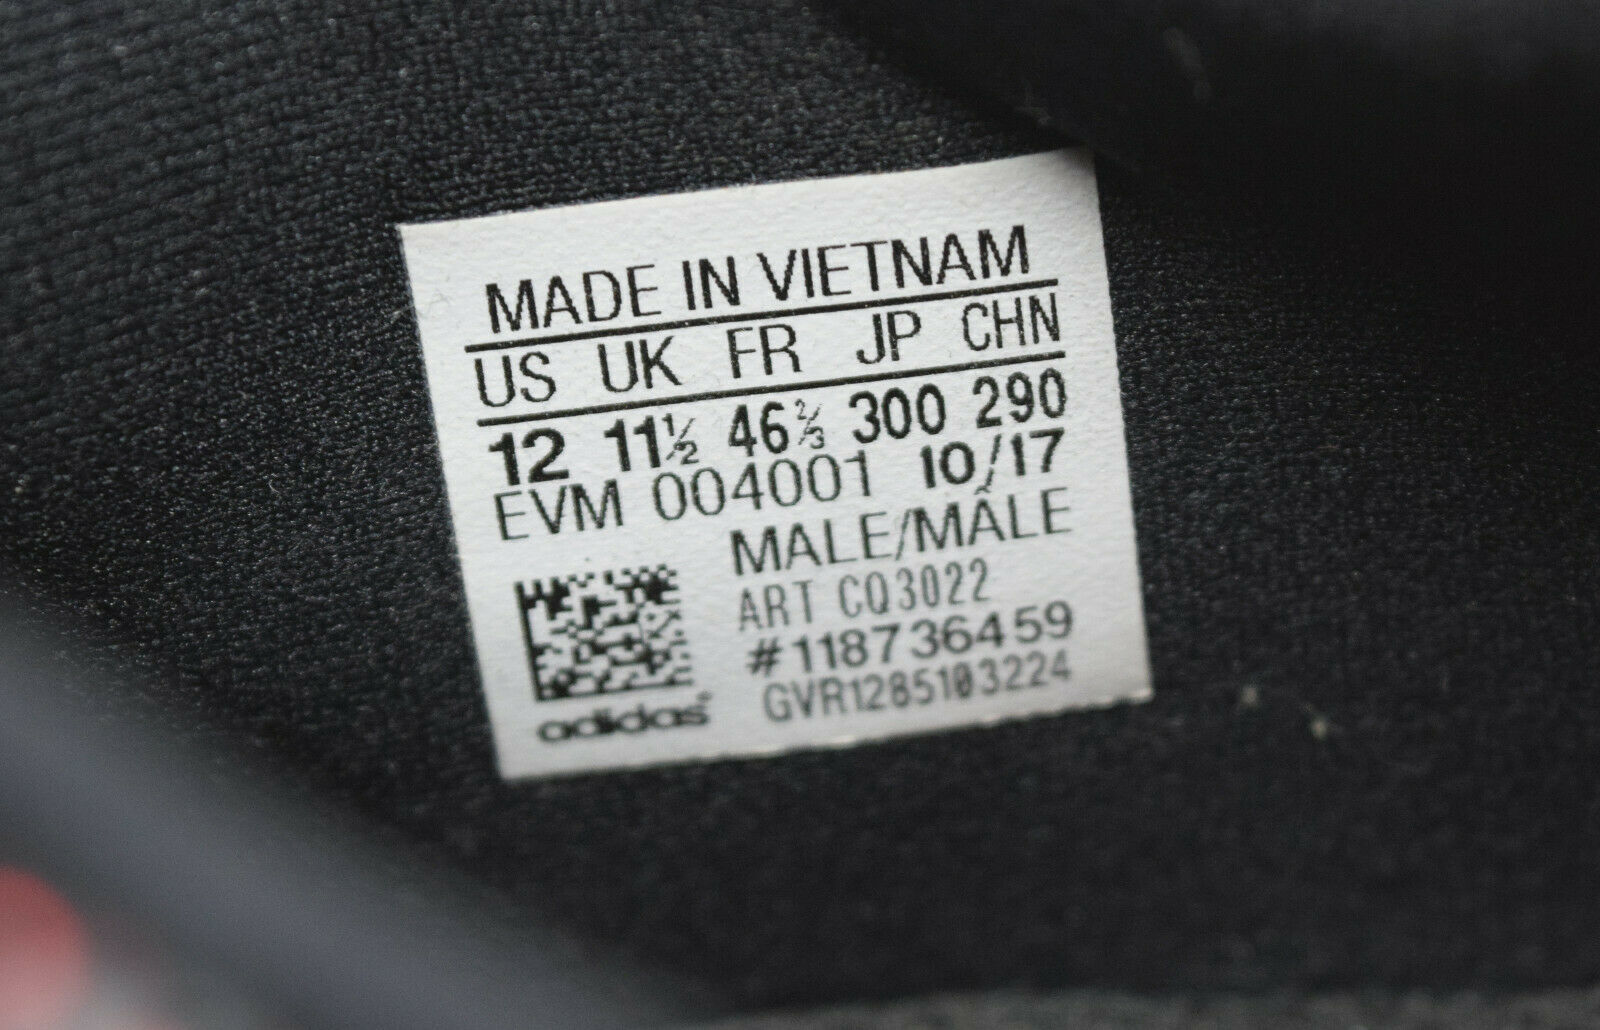 MADE IN VIETNAM
US UK FR JP CHN
12 11½ 46⅔ 300 290
EVM 004001 10/17
MALE/MÂLE
ART CQ3022
#118736459
GVR1285103224
adidas®